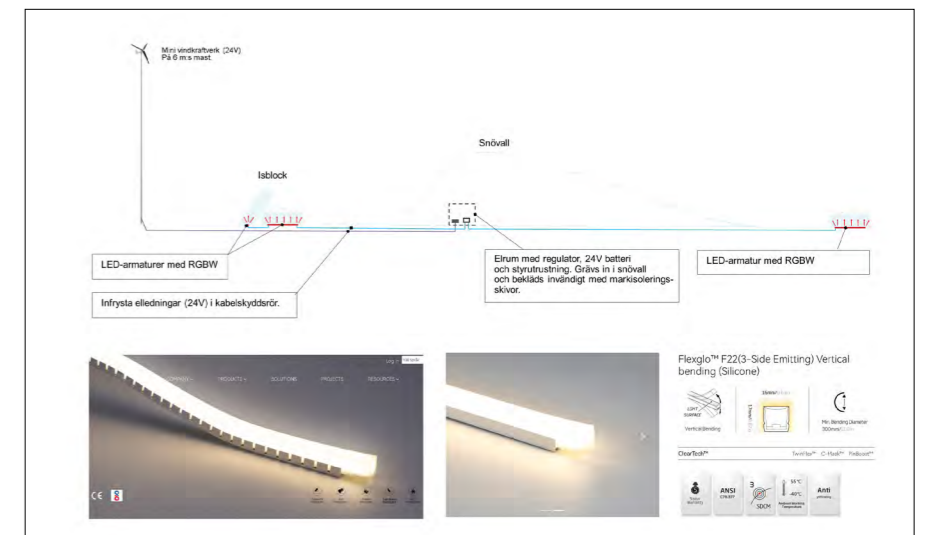 Mini vindkraftverk (24V)
På 6 m:s mast
Snövall
Isblock
LED-armaturer med RGBW
Elrum med regulator, 24V batteri
och styrutrustning. Grävs in i snövall
och bekläds invändigt med markisolerings-
skivor.
LED-armatur med RGBW
Infrysta elledningar (24V) i kabelskyddsrör.
PRODUCTS
SOLUTIONS
PROJECTS
RESOURCES
CE
Flexglo™ F22(3-Side Emitting) Vertical
bending (Silicone)
LIGHT
SURFACE
Vertical Bending
16mm
Min. Bending Diameter
300mm
ClearTech™
ANSI
3
SDCM
55°C
-40°C
Anti